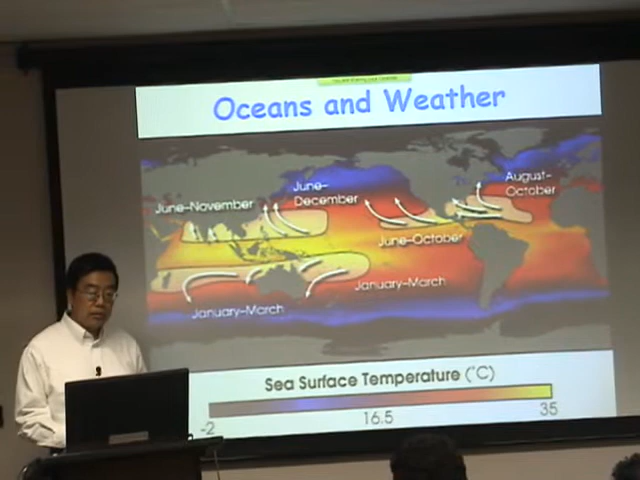 Oceans and Weather
August–
October
June–
December
June–November
June–October
January–March
January–March
Sea Surface Temperature (°C)
-2
16.5
35